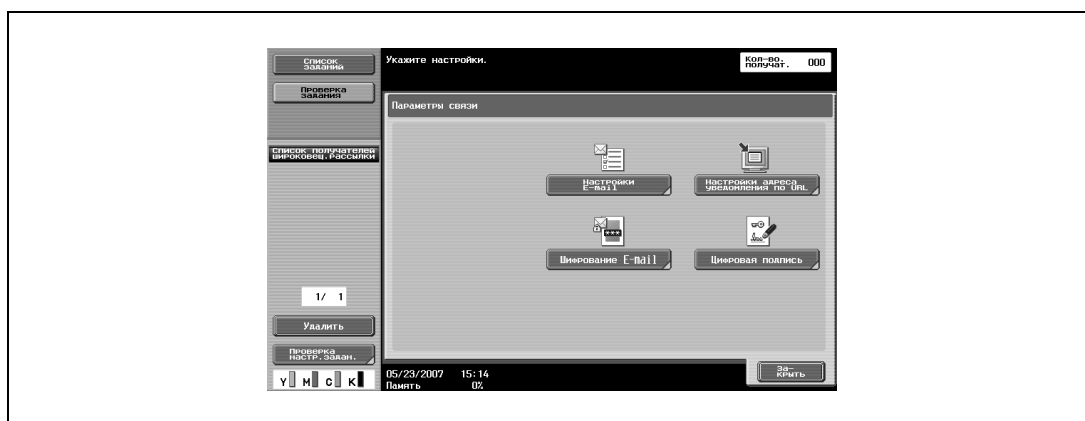 Список
заданий
Укажите настройки.
Кол-во.
получат. 000
Проверка
задания
Параметры связи
Список получателей
широковещ.рассылки
Настройки
E-mail
Настройки адреса
уведомления по URL
Шифрование E-mail
Цифровая подпись
1/ 1
Удалить
Проверка
настр.задан.
Y M C K
05/23/2007 15:14
Память 0%
За-
крыть